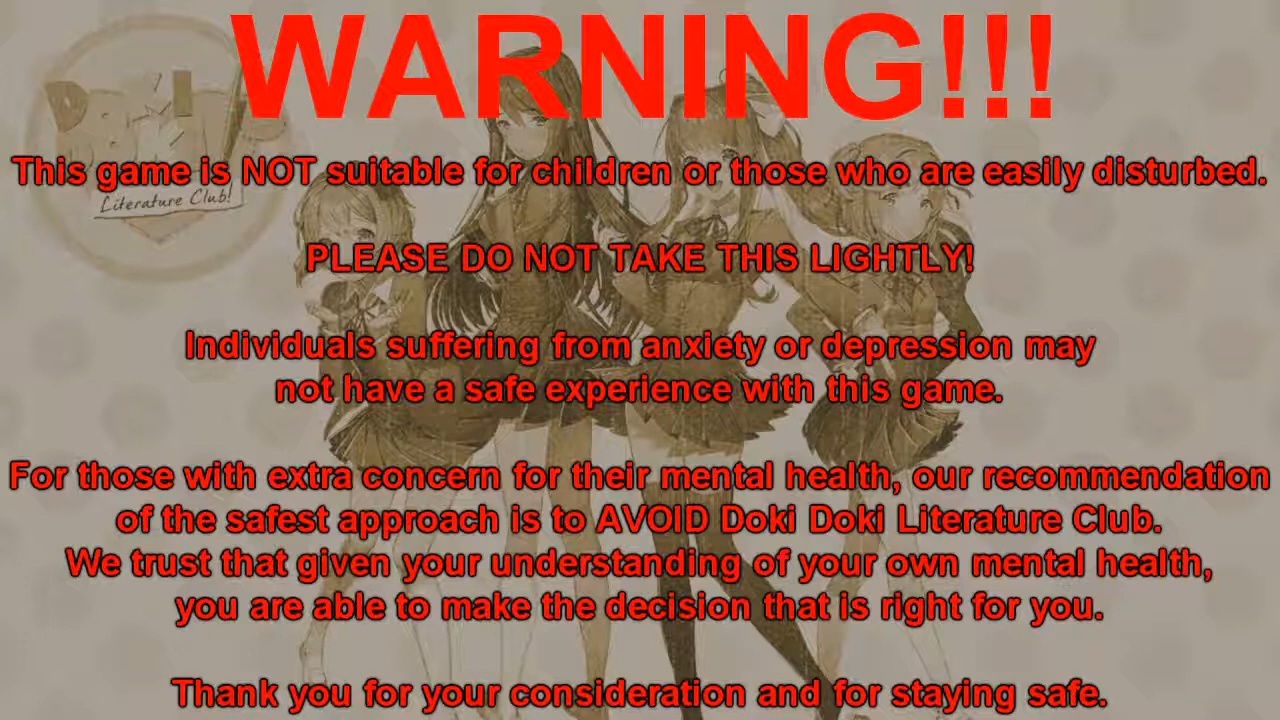 WARNING!!!
This game is NOT suitable for children or those who are easily disturbed.
Doki Doki
Literature Club!
PLEASE DO NOT TAKE THIS LIGHTLY!
Individuals suffering from anxiety or depression may
not have a safe experience with this game.
For those with extra concern for their mental health, our recommendation
of the safest approach is to AVOID Doki Doki Literature Club.
We trust that given your understanding of your own mental health,
you are able to make the decision that is right for you.
Thank you for your consideration and for staying safe.